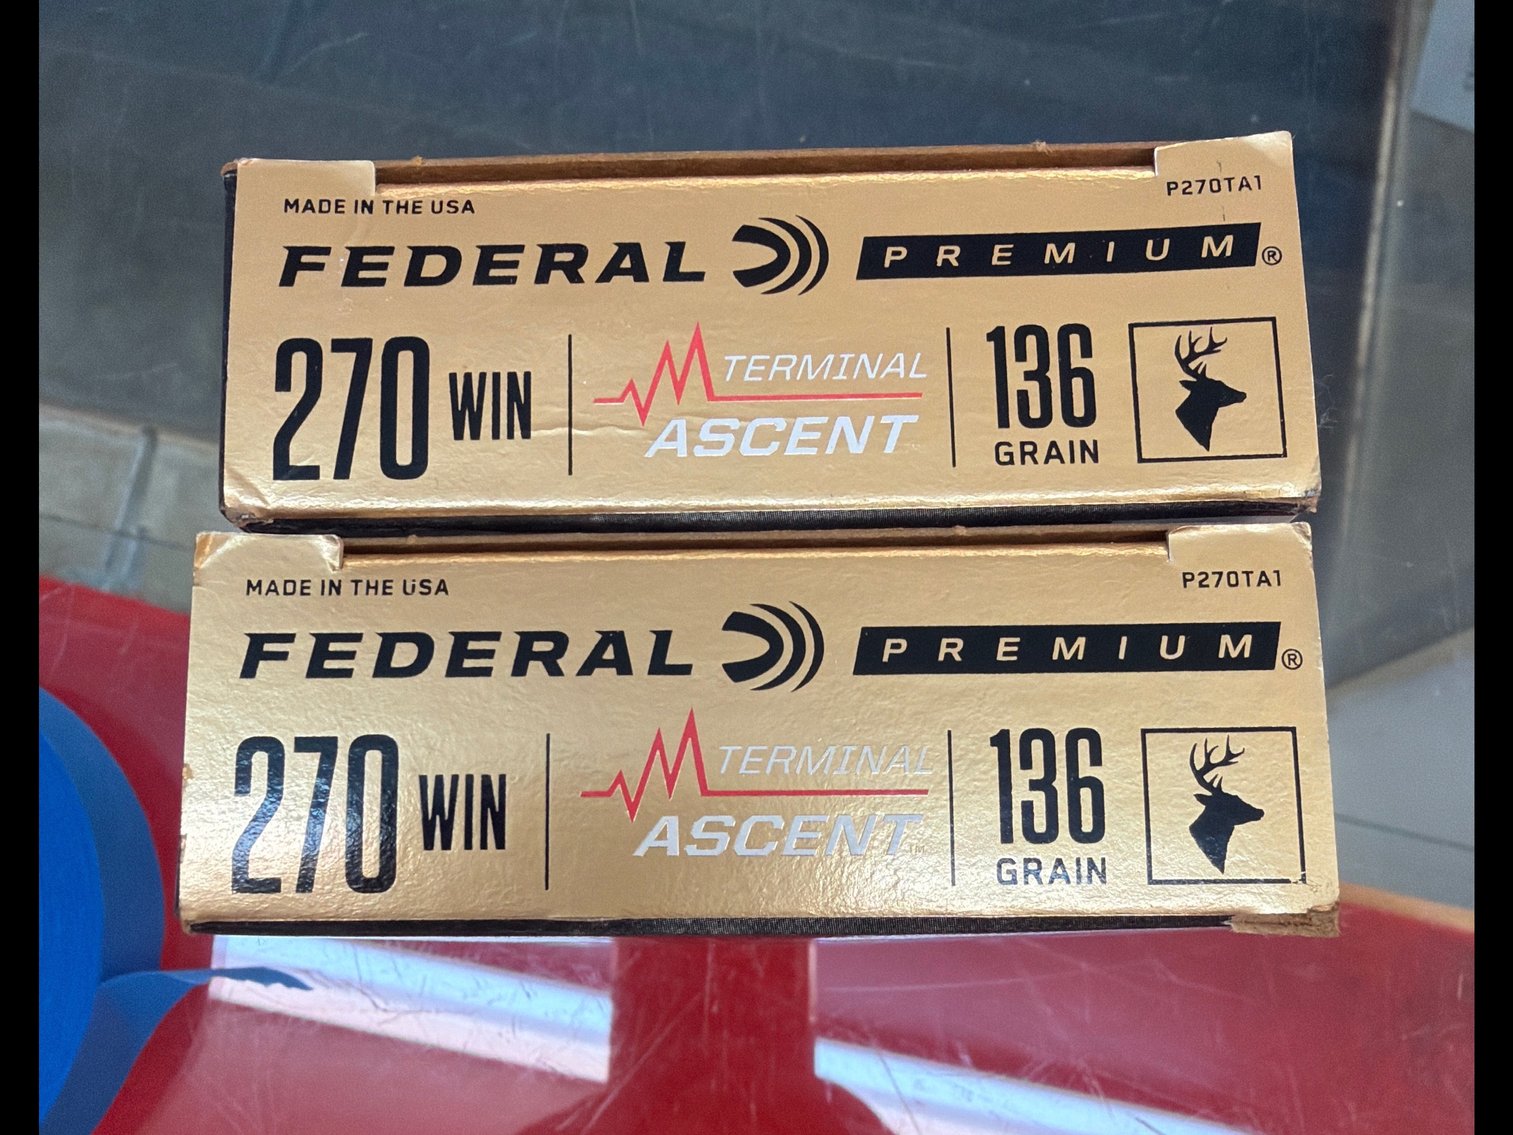 MADE IN THE USA P270TA1
FEDERAL PREMIUM®
270 WIN TERMINAL ASCENT 136 GRAIN
MADE IN THE USA P270TA1
FEDERAL PREMIUM®
270 WIN TERMINAL ASCENT™ 136 GRAIN